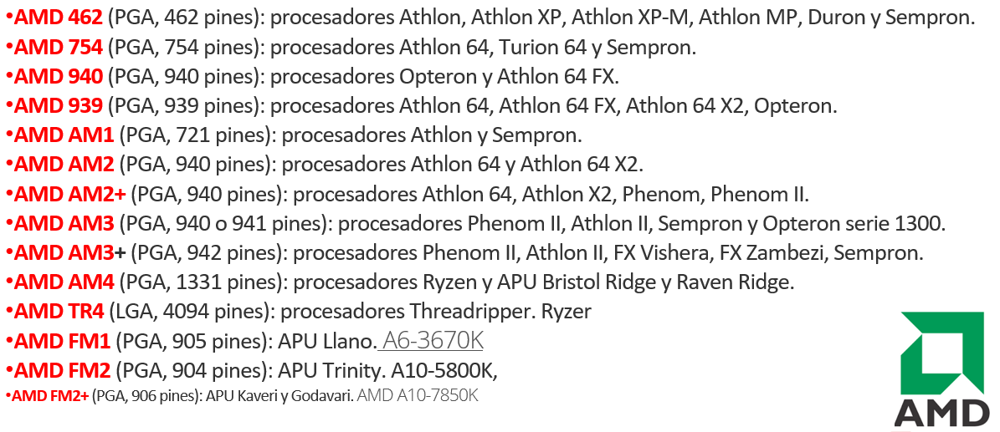 •AMD 462 (PGA, 462 pines): procesadores Athlon, Athlon XP, Athlon XP-M, Athlon MP, Duron y Sempron.
•AMD 754 (PGA, 754 pines): procesadores Athlon 64, Turion 64 y Sempron.
•AMD 940 (PGA, 940 pines): procesadores Opteron y Athlon 64 FX.
•AMD 939 (PGA, 939 pines): procesadores Athlon 64, Athlon 64 FX, Athlon 64 X2, Opteron.
•AMD AM1 (PGA, 721 pines): procesadores Athlon y Sempron.
•AMD AM2 (PGA, 940 pines): procesadores Athlon 64 y Athlon 64 X2.
•AMD AM2+ (PGA, 940 pines): procesadores Athlon 64, Athlon X2, Phenom, Phenom II.
•AMD AM3 (PGA, 940 o 941 pines): procesadores Phenom II, Athlon II, Sempron y Opteron serie 1300.
•AMD AM3+ (PGA, 942 pines): procesadores Phenom II, Athlon II, FX Vishera, FX Zambezi, Sempron.
•AMD AM4 (PGA, 1331 pines): procesadores Ryzen y APU Bristol Ridge y Raven Ridge.
•AMD TR4 (LGA, 4094 pines): procesadores Threadripper. Ryzer
•AMD FM1 (PGA, 905 pines): APU Llano. A6-3670K
•AMD FM2 (PGA, 904 pines): APU Trinity. A10-5800K,
•AMD FM2+ (PGA, 906 pines): APU Kaveri y Godavari. AMD A10-7850K
AMD